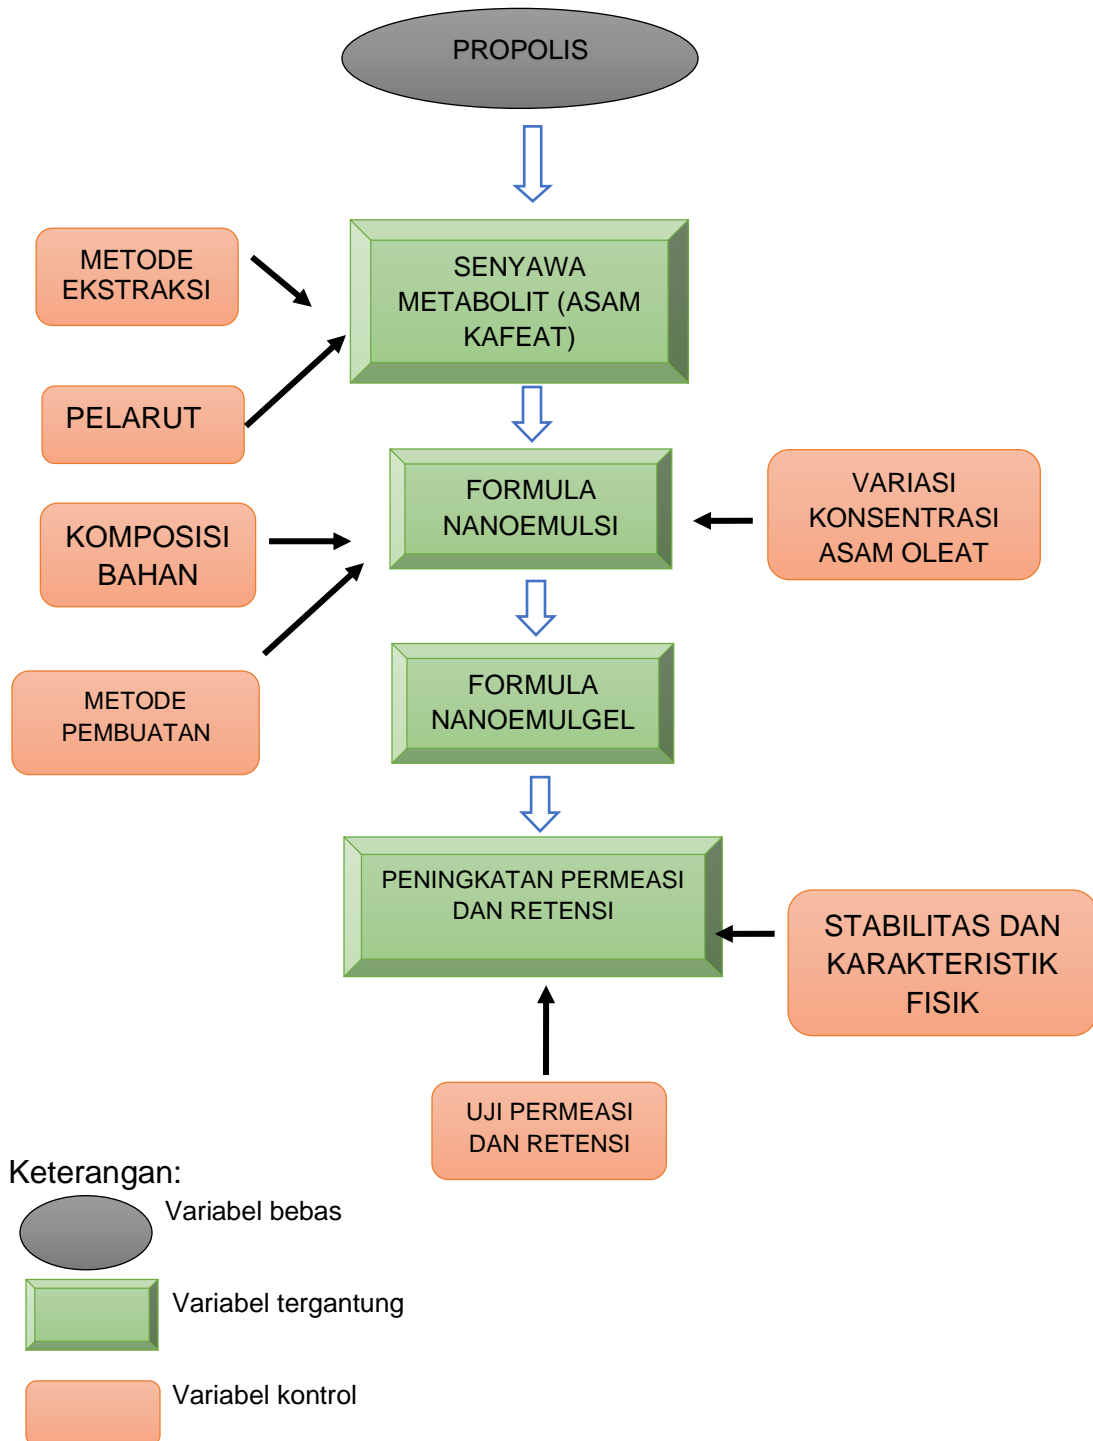 PROPOLIS
METODE
EKSTRAKSI
SENYAWA
METABOLIT (ASAM
KAFEAT)
PELARUT
FORMULA
NANOEMULSI
VARIASI
KONSENTRASI
ASAM OLEAT
KOMPOSISI
BAHAN
METODE
PEMBUATAN
FORMULA
NANOEMULGEL
PENINGKATAN PERMEASI
DAN RETENSI
STABILITAS DAN
KARAKTERISTIK
FISIK
UJI PERMEASI
DAN RETENSI
Keterangan:
Variabel bebas
Variabel tergantung
Variabel kontrol